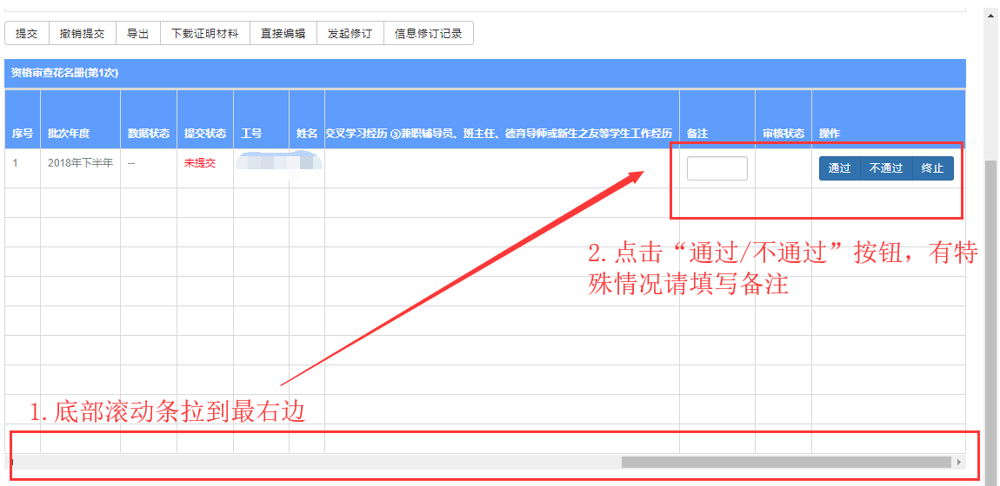 提交 撤销提交 导出 下载证明材料 直接编辑 发起修订 信息修订记录
资格审查花名册(第1次)
序号 批次年度 数据状态 提交状态 工号 姓名 交叉学习经历 ③兼职辅导员、班主任、德育导师或新生之友等学生工作经历 备注 审核状态 操作
1 2018年下半年 -- 未提交 通过 不通过 终止
2.点击“通过/不通过”按钮，有特
殊情况请填写备注
1.底部滚动条拉到最右边